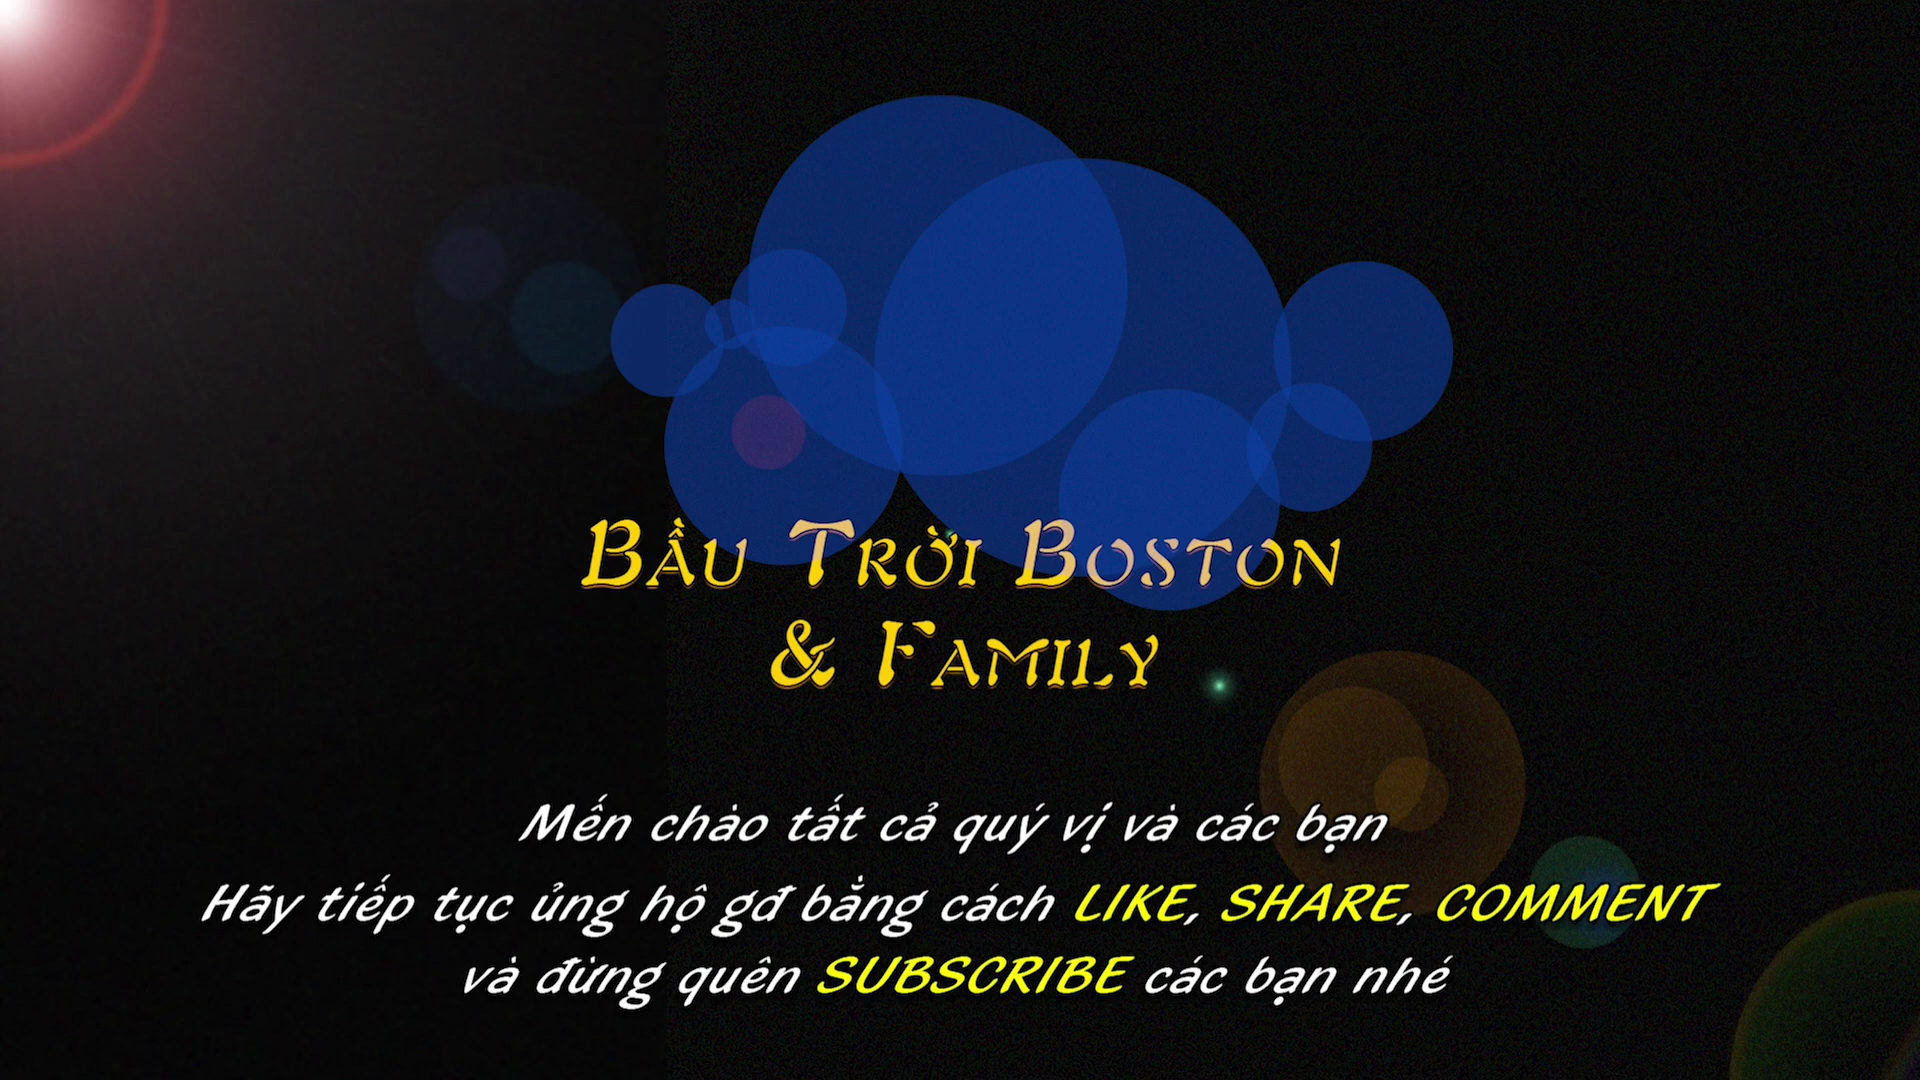 BẦU TRỜI BOSTON
& FAMILY
Mến chào tất cả quý vị và các bạn
Hãy tiếp tục ủng hộ gđ bằng cách LIKE, SHARE, COMMENT
và đừng quên SUBSCRIBE các bạn nhé